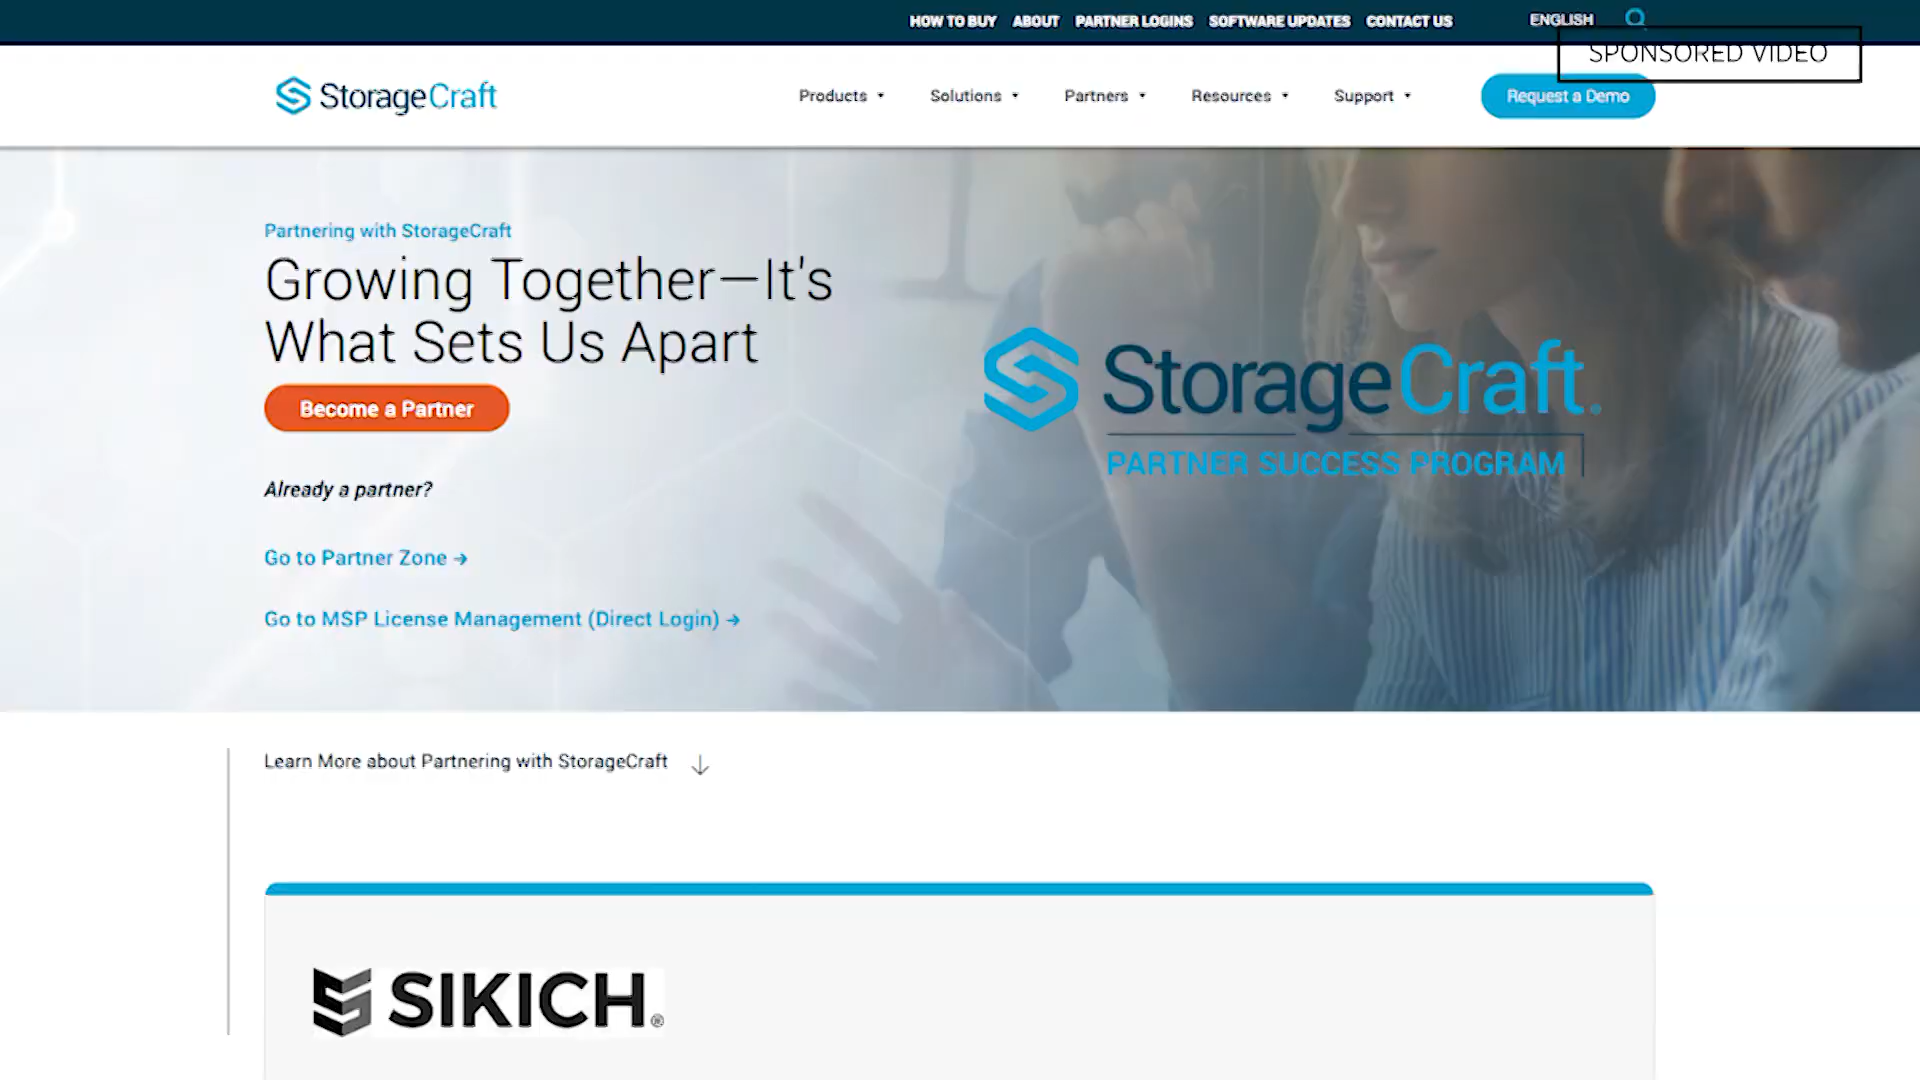 HOW TO BUY ABOUT PARTNER LOGINS SOFTWARE UPDATES CONTACT US ENGLISH
SPONSORED VIDEO
StorageCraft Products Solutions Partners Resources Support Request a Demo
Partnering with StorageCraft
Growing Together—It's
What Sets Us Apart
StorageCraft®
PARTNER SUCCESS PROGRAM
Become a Partner
Already a partner?
Go to Partner Zone →
Go to MSP License Management (Direct Login) →
Learn More about Partnering with StorageCraft ↓
SIKICH®